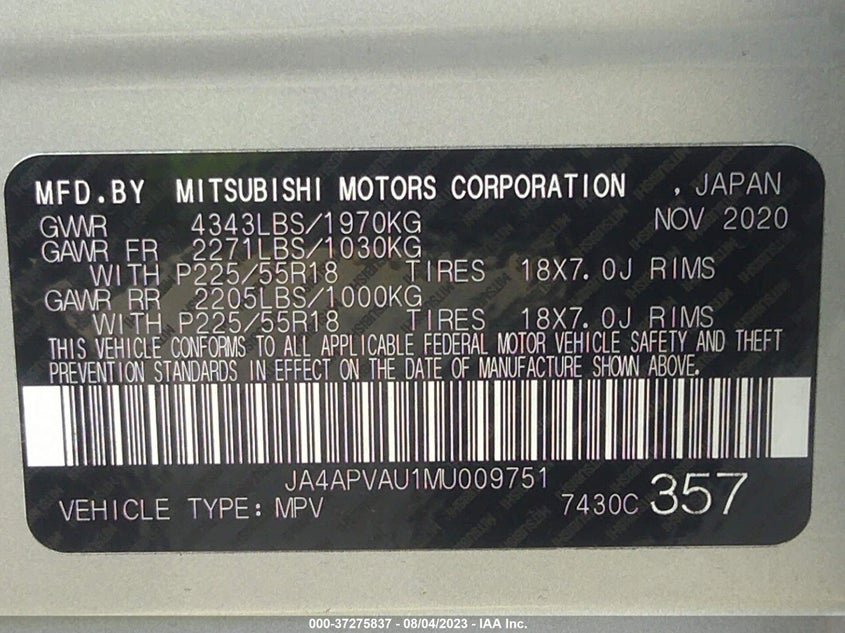 MFD.BY MITSUBISHI MOTORS CORPORATION , JAPAN
GVWR 4343LBS/1970KG NOV 2020
GAWR FR 2271LBS/1030KG
WITH P225/55R18 TIRES 18X7.0J RIMS
GAWR RR 2205LBS/1000KG
WITH P225/55R18 TIRES 18X7.0J RIMS
THIS VEHICLE CONFORMS TO ALL APPLICABLE FEDERAL MOTOR VEHICLE SAFETY AND THEFT
PREVENTION STANDARDS IN EFFECT ON THE DATE OF MANUFACTURE SHOWN ABOVE.
JA4APVAU1MU009751
VEHICLE TYPE: MPV 7430C 357
000-37275837 - 08/04/2023 - IAA Inc.